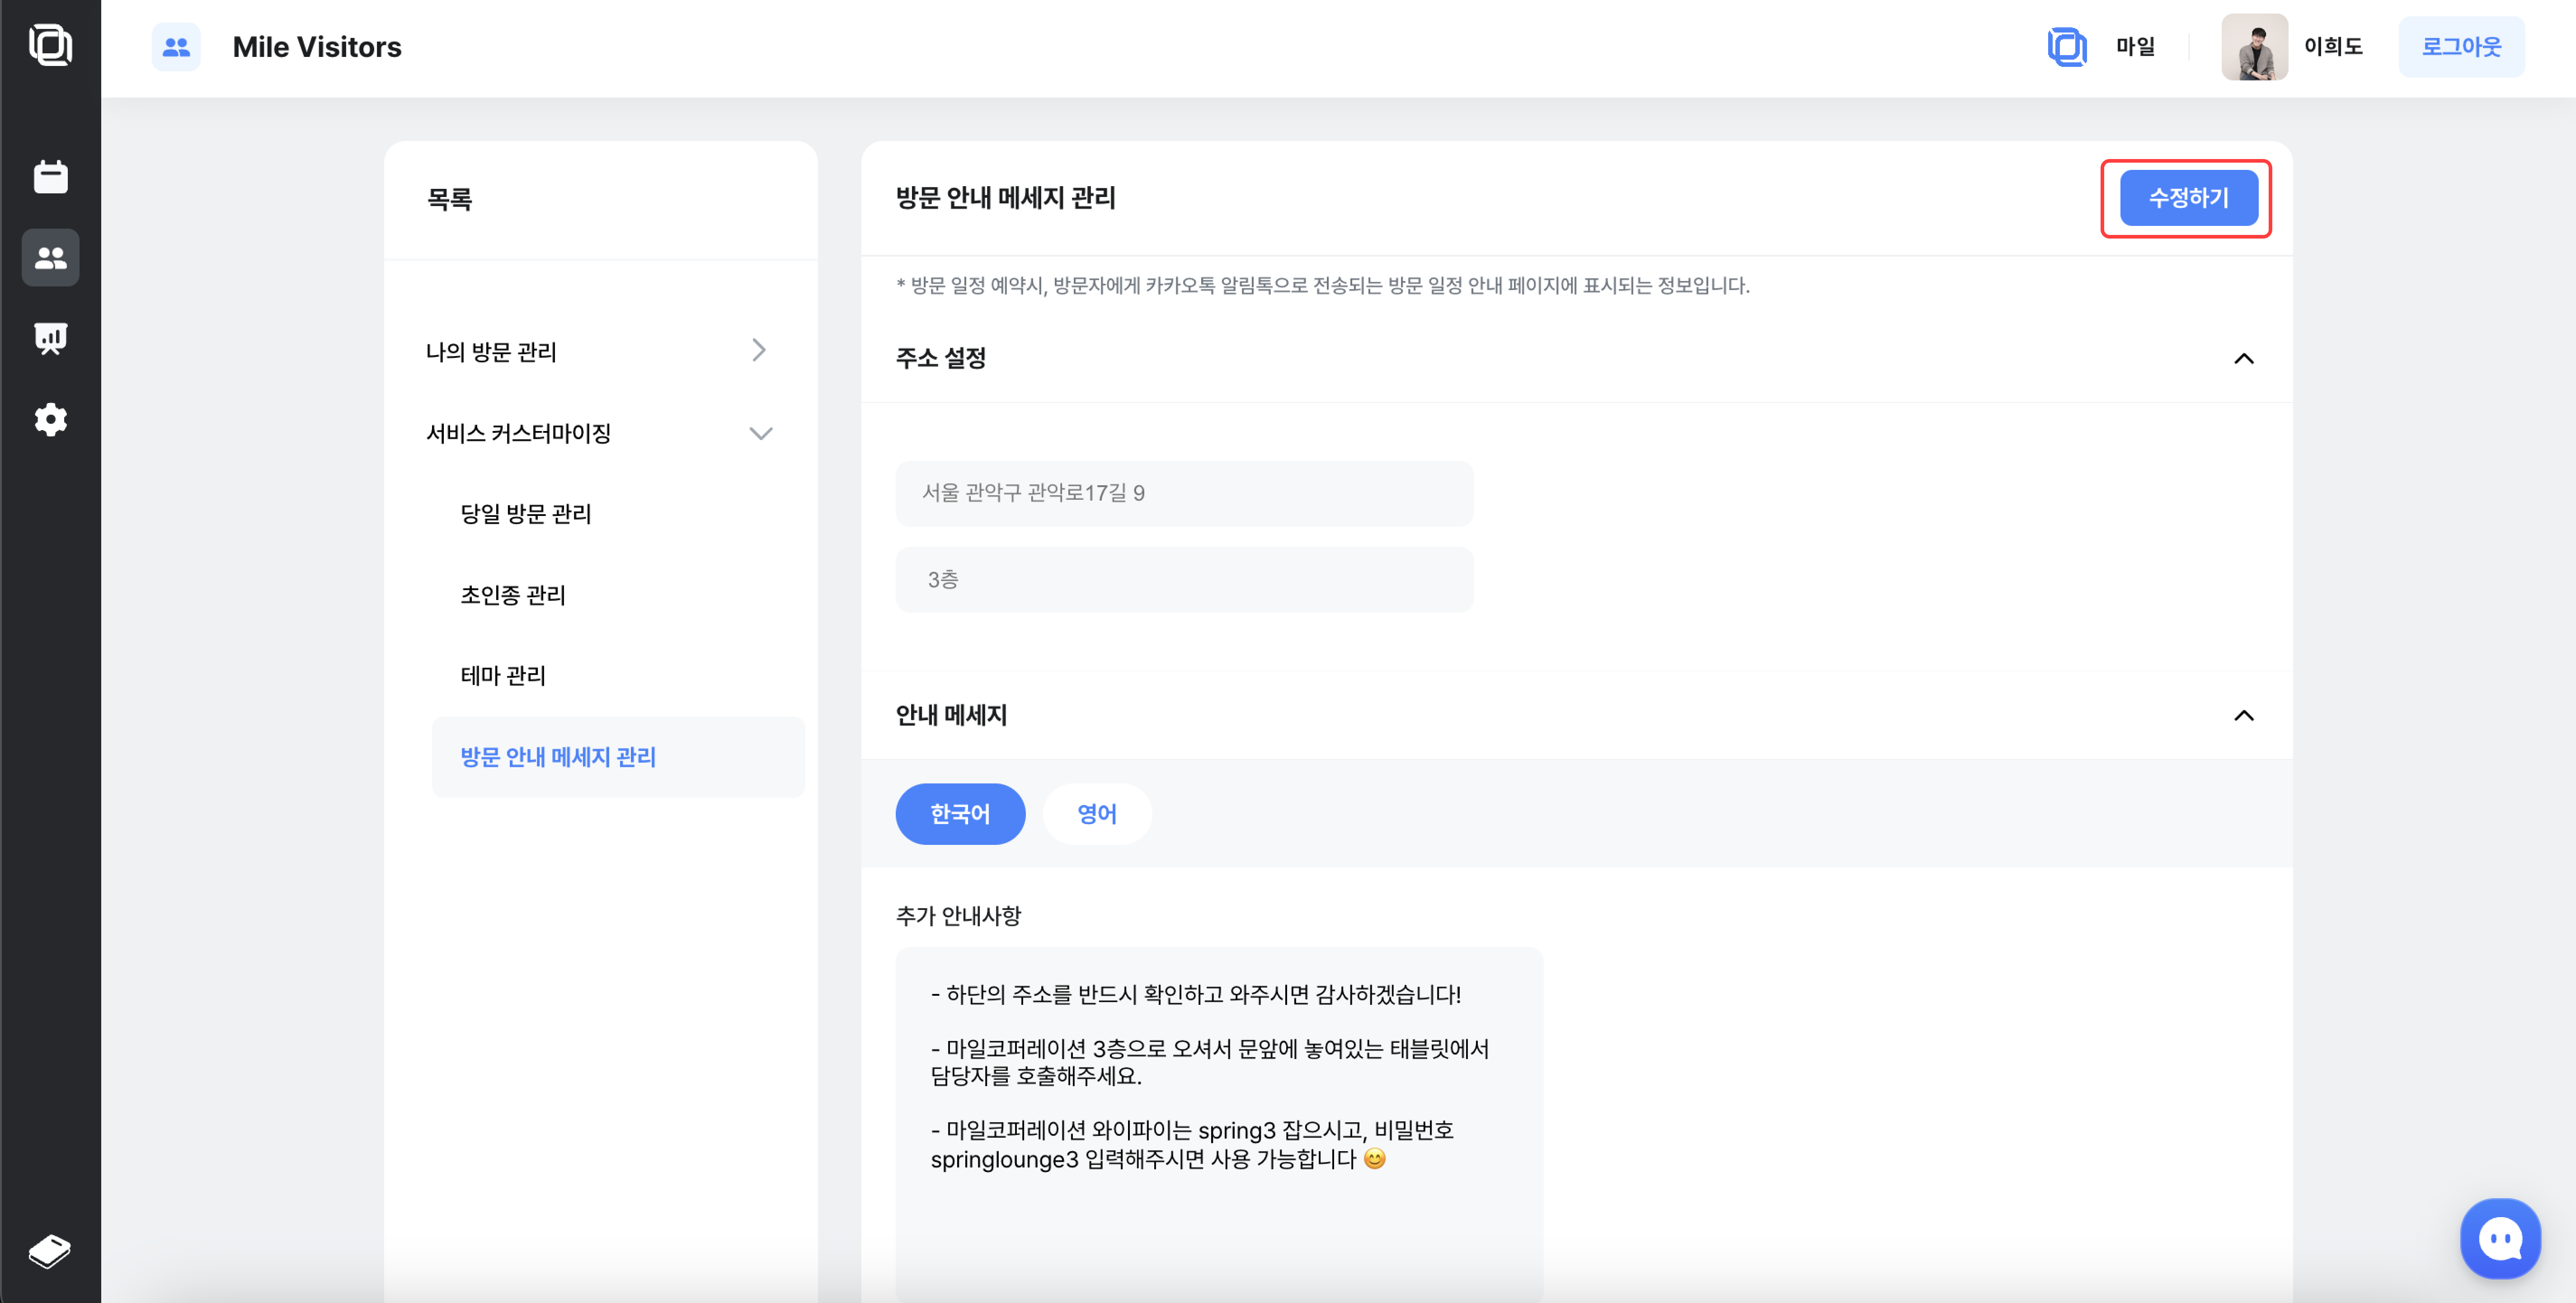 Mile Visitors
마일
이희도
로그아웃
목록
나의 방문 관리
서비스 커스터마이징
당일 방문 관리
초인종 관리
테마 관리
방문 안내 메세지 관리
방문 안내 메세지 관리
수정하기
* 방문 일정 예약시, 방문자에게 카카오톡 알림톡으로 전송되는 방문 일정 안내 페이지에 표시되는 정보입니다.
주소 설정
서울 관악구 관악로17길 9
3층
안내 메세지
한국어
영어
추가 안내사항
- 하단의 주소를 반드시 확인하고 와주시면 감사하겠습니다!
- 마일코퍼레이션 3층으로 오셔서 문앞에 놓여있는 태블릿에서
담당자를 호출해주세요.
- 마일코퍼레이션 와이파이는 spring3 잡으시고, 비밀번호
springlounge3 입력해주시면 사용 가능합니다 😊